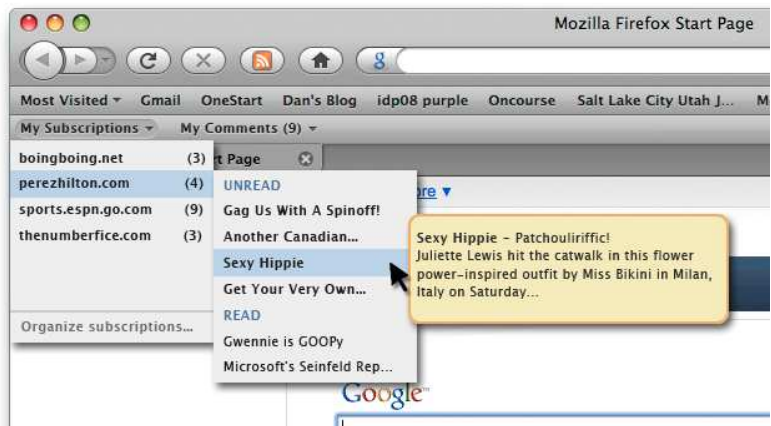 Mozilla Firefox Start Page
g
Most Visited Gmail OneStart Dan's Blog idp08 purple Oncourse Salt Lake City Utah J... M
My Subscriptions My Comments (9)
boingboing.net (3)
t Page
perezhilton.com (4)
UNREAD
ore
sports.espn.go.com (9)
Gag Us With A Spinoff!
thenumberfice.com (3)
Another Canadian...
Sexy Hippie
Get Your Very Own...
Sexy Hippie - Patchouliriffic!
Juliette Lewis hit the catwalk in this flower
power-inspired outfit by Miss Bikini in Milan,
Italy on Saturday...
READ
Organize subscriptions...
Gwennie is GOOPy
Microsoft's Seinfeld Rep...
Google™